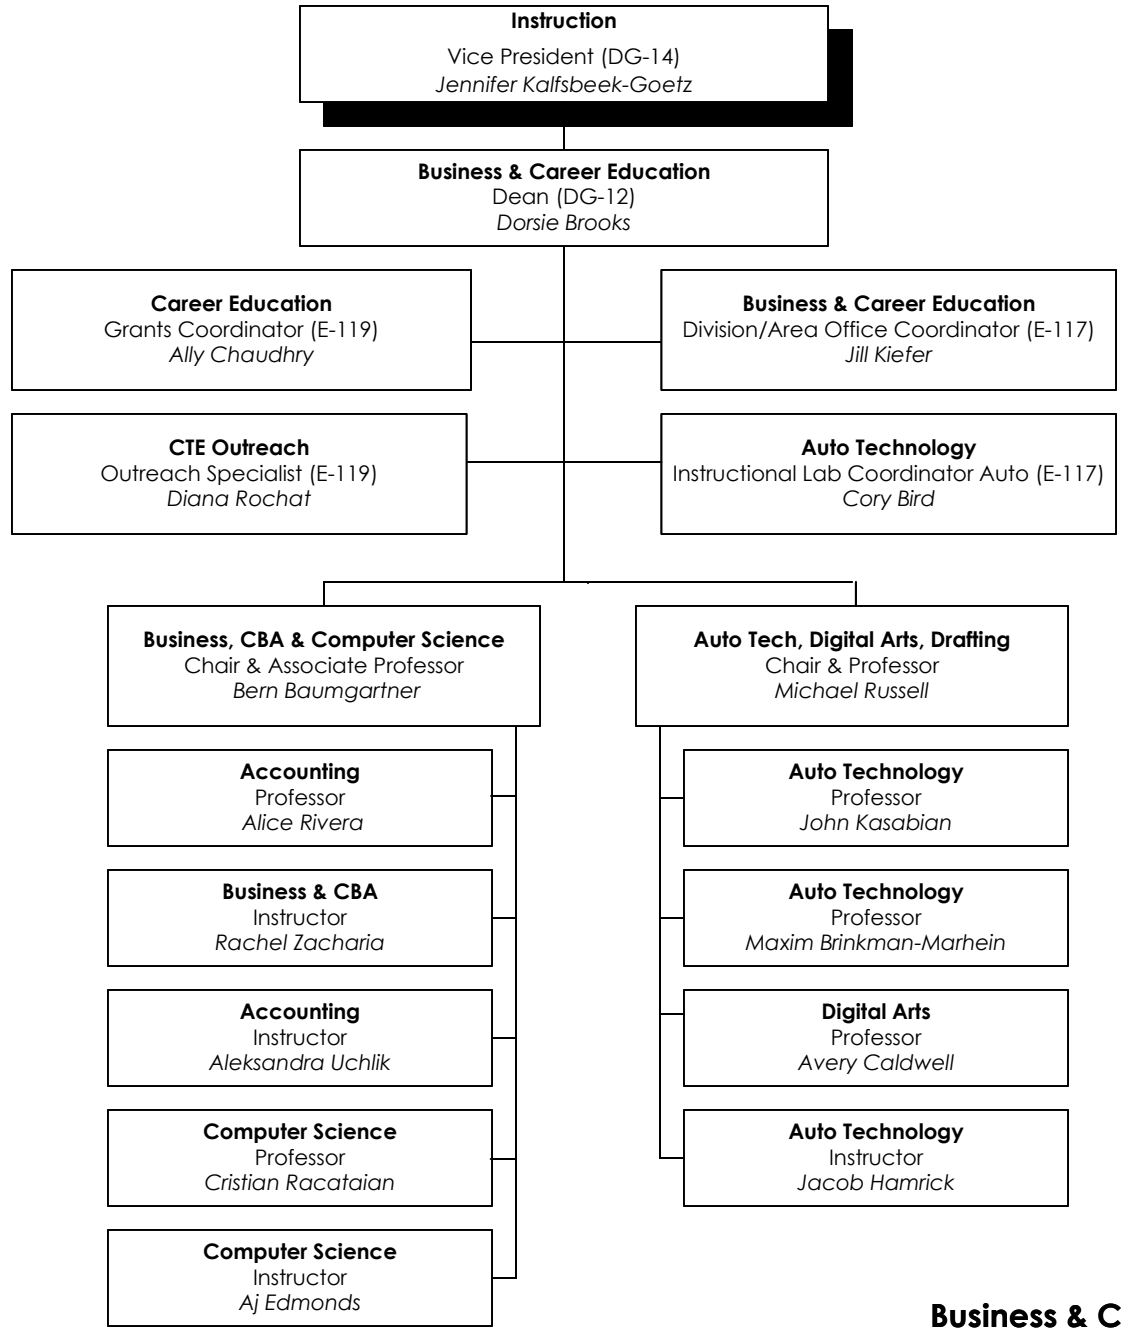 Instruction
Vice President (DG-14)
Jennifer Kalfsbeek-Goetz
Business & Career Education
Dean (DG-12)
Dorsie Brooks
Career Education
Grants Coordinator (E-119)
Ally Chaudhry
Business & Career Education
Division/Area Office Coordinator (E-117)
Jill Kiefer
CTE Outreach
Outreach Specialist (E-119)
Diana Rochat
Auto Technology
Instructional Lab Coordinator Auto (E-117)
Cory Bird
Business, CBA & Computer Science
Chair & Associate Professor
Bern Baumgartner
Accounting
Professor
Alice Rivera
Business & CBA
Instructor
Rachel Zacharia
Accounting
Instructor
Aleksandra Uchlik
Computer Science
Professor
Cristian Racataian
Computer Science
Instructor
Aj Edmonds
Auto Tech, Digital Arts, Drafting
Chair & Professor
Michael Russell
Auto Technology
Professor
John Kasabian
Auto Technology
Professor
Maxim Brinkman-Marhein
Digital Arts
Professor
Avery Caldwell
Auto Technology
Instructor
Jacob Hamrick
Business & C